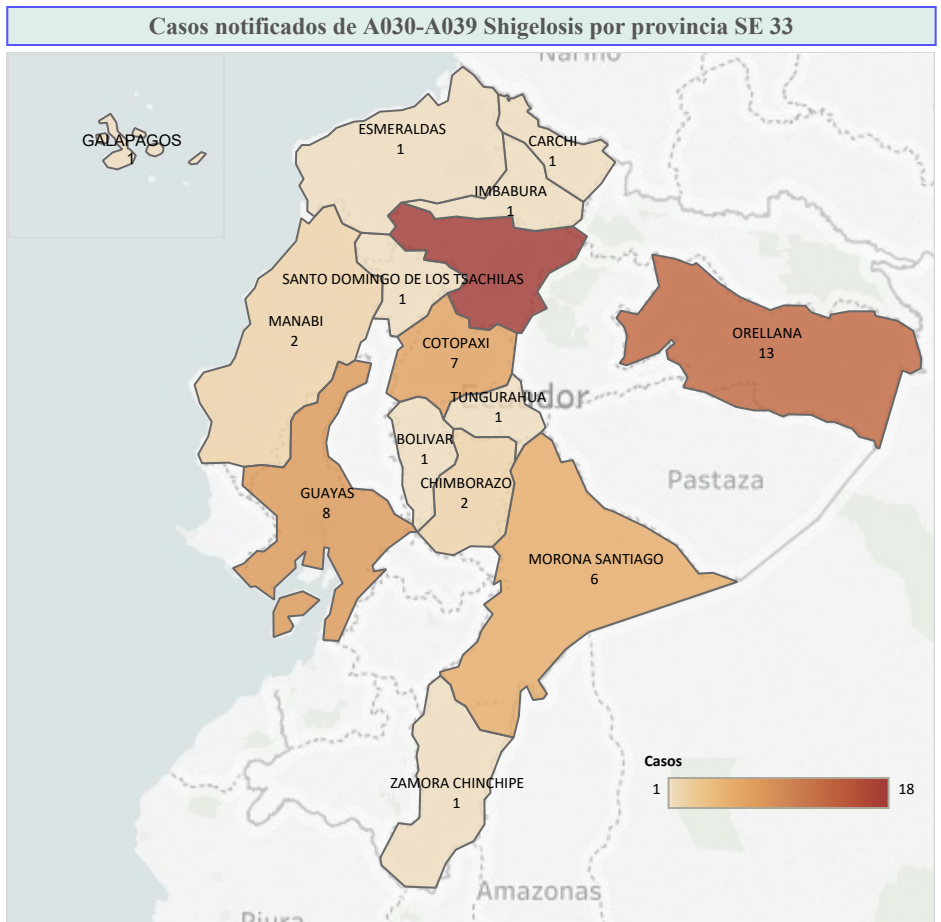 Casos notificados de A030-A039 Shigelosis por provincia SE 33
Nariño
GALAPAGOS
1
ESMERALDAS
1
CARCHI
1
IMBABURA
1
SANTO DOMINGO DE LOS TSACHILAS
1
MANABI
2
ORELLANA
13
COTOPAXI
7
Ecuador
TUNGURAHUA
1
BOLIVAR
1
Pastaza
CHIMBORAZO
2
GUAYAS
8
MORONA SANTIAGO
6
Casos
1
18
ZAMORA CHINCHIPE
1
Amazonas
Piura